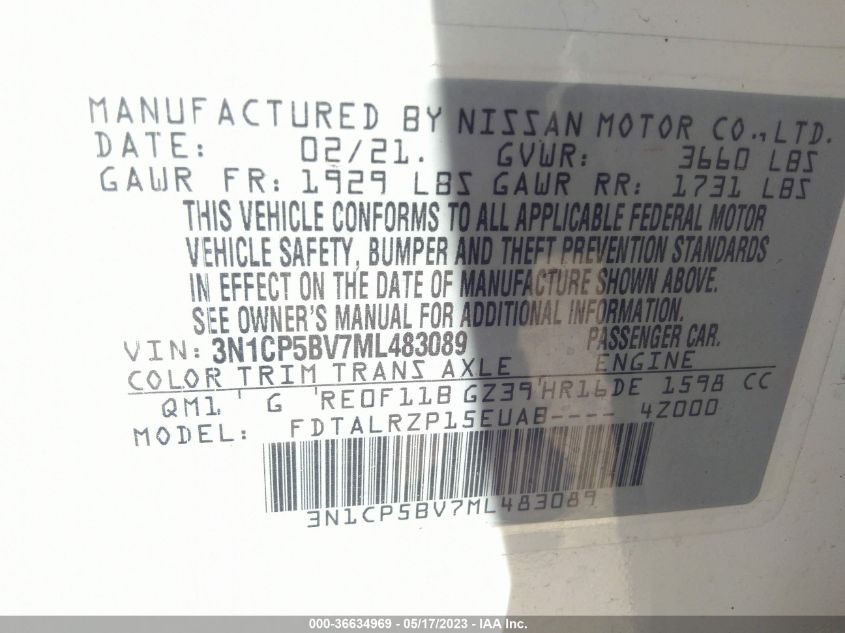 MANUFACTURED BY NISSAN MOTOR CO., LTD.
DATE: 02/21. GVWR: 3660 LBS
GAWR FR: 1929 LBS GAWR RR: 1731 LBS
THIS VEHICLE CONFORMS TO ALL APPLICABLE FEDERAL MOTOR
VEHICLE SAFETY, BUMPER AND THEFT PREVENTION STANDARDS
IN EFFECT ON THE DATE OF MANUFACTURE SHOWN ABOVE.
SEE OWNER'S MANUAL FOR ADDITIONAL INFORMATION.
VIN: 3N1CP5BV7ML483089 PASSENGER CAR.
COLOR TRIM TRANS AXLE ENGINE
QM1 ' G 'RE0F11B GZ39'HR16DE 1598 CC
MODEL: FDTALRZP15EUAB---- 4Z000
3N1CP5BV7ML483089
000-36634969 - 05/17/2023 - IAA Inc.